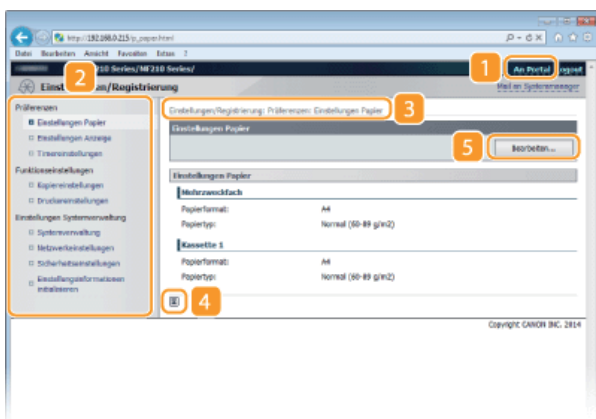 http://192.168.0.215/p_paper.html
Datei Bearbeiten Ansicht Favoriten Extras ?
210 Series/MF210 Series/
An Portal Logout
1
2
Einst an/Registrierung
Mail an Systemmanager
Präferenzen
Einstellungen Papier
Einstellungen Anzeige
Timereinstellungen
Funktionseinstellungen
Kopiereinstellungen
Druckereinstellungen
Einstellungen Systemverwaltung
Systemverwaltung
Netzwerkeinstellungen
Sicherheitseinstellungen
Einstellungsinformationen
initialisieren
Einstellungen/Registrierung: Präferenzen: Einstellungen Papier
3
Einstellungen Papier
5
Bearbeiten...
Einstellungen Papier
Mehrzweckfach
Papierformat: A4
Papiertyp: Normal (60-89 g/m2)
Kassette 1
Papierformat: A4
Papiertyp: Normal (60-89 g/m2)
4
Copyright CANON INC. 2014